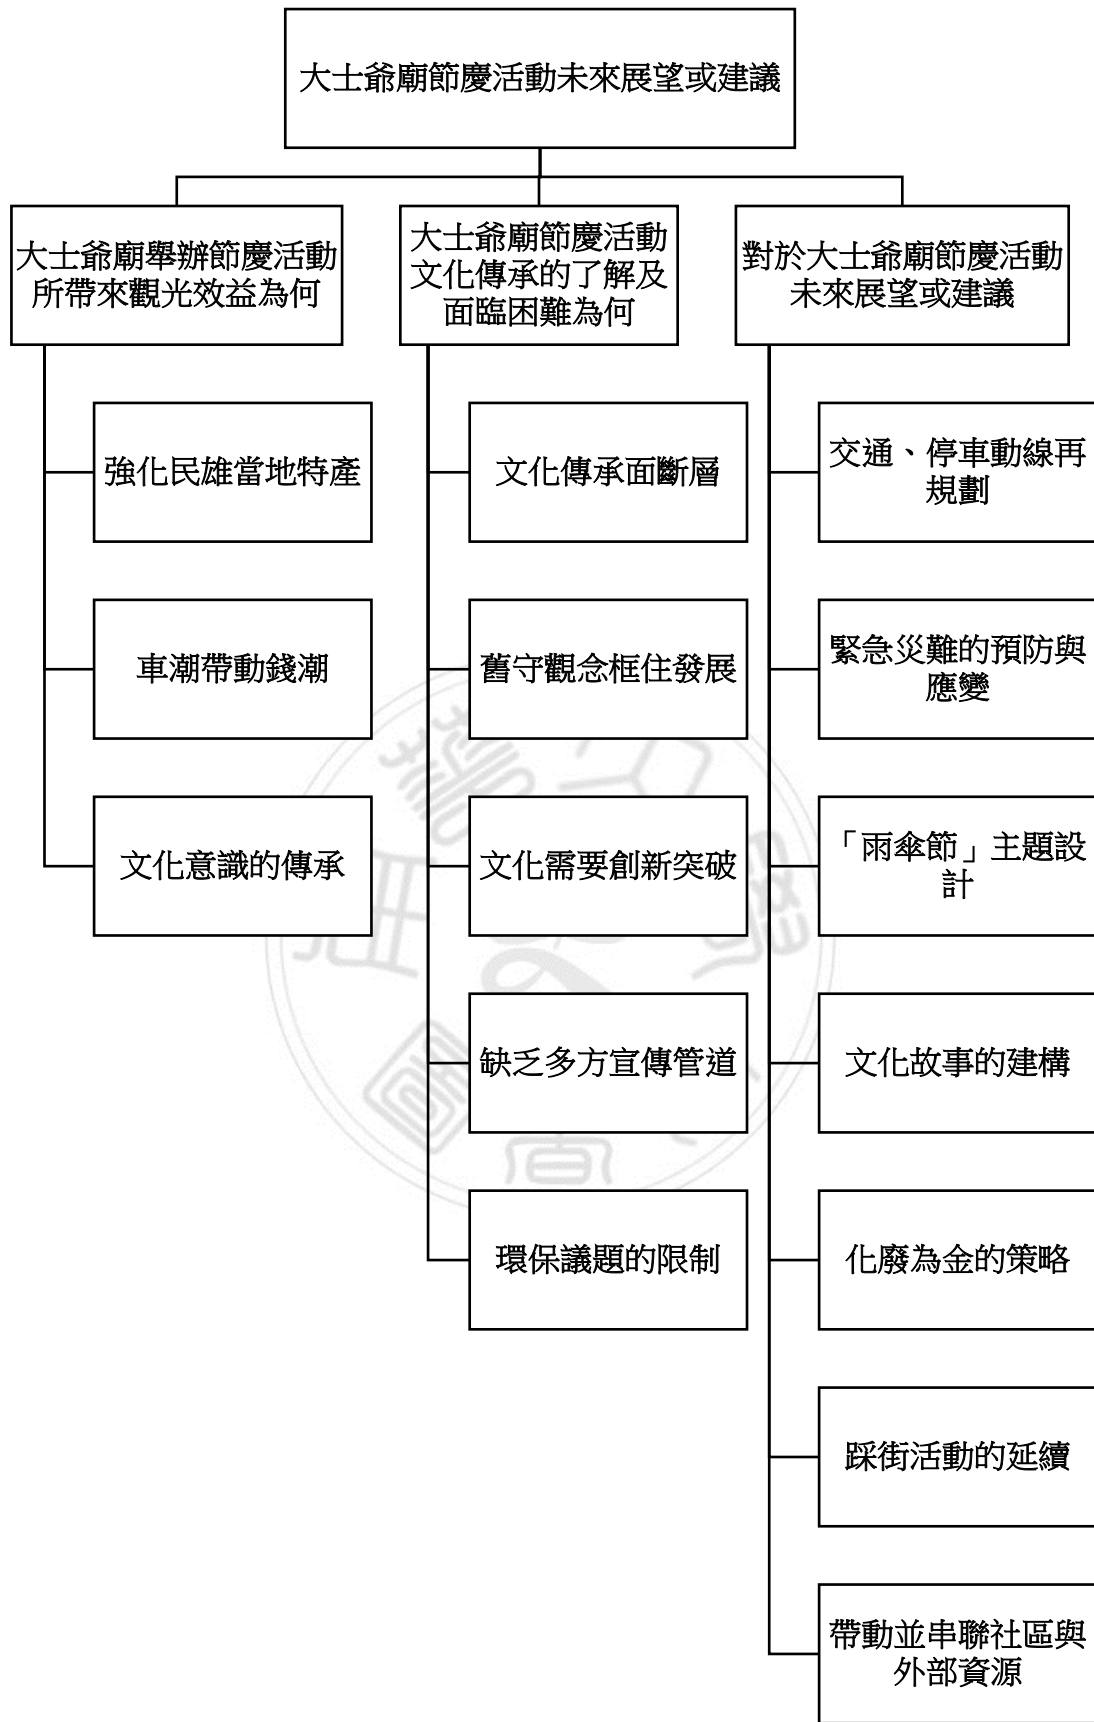 大士爺廟節慶活動未來展望或建議
大士爺廟舉辦節慶活動
所帶來觀光效益為何
強化民雄當地特產
車潮帶動錢潮
文化意識的傳承
大士爺廟節慶活動
文化傳承的了解及
面臨困難為何
文化傳承面斷層
舊守觀念框住發展
文化需要創新突破
缺乏多方宣傳管道
環保議題的限制
對於大士爺廟節慶活動
未來展望或建議
交通、停車動線再
規劃
緊急災難的預防與
應變
「雨傘節」主題設
計
文化故事的建構
化廢為金的策略
踩街活動的延續
帶動並串聯社區與
外部資源